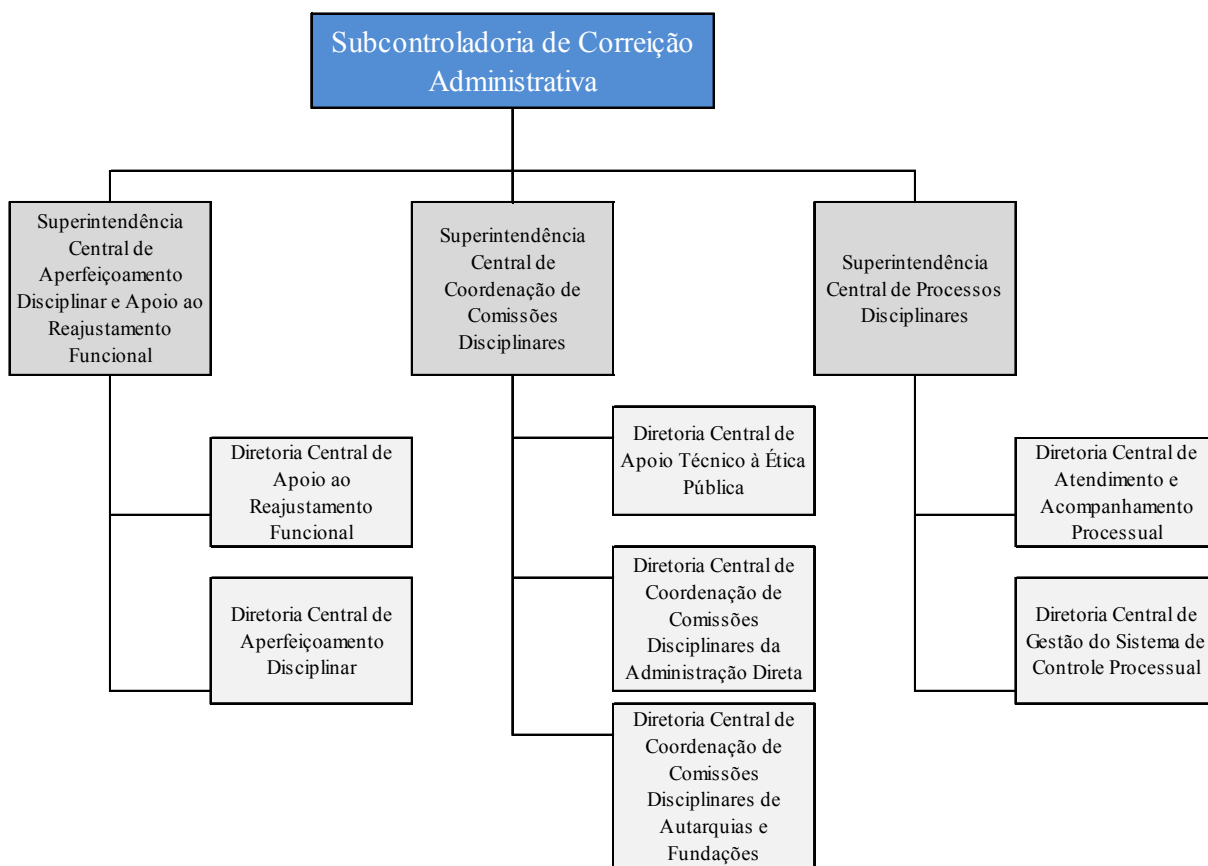 Subcontroladoria de Correição
Administrativa
Superintendência
Central de
Aperfeiçoamento
Disciplinar e Apoio ao
Reajustamento
Funcional
Superintendência
Central de
Coordenação de
Comissões
Disciplinares
Superintendência
Central de Processos
Disciplinares
Diretoria Central de
Apoio ao
Reajustamento
Funcional
Diretoria Central de
Aperfeiçoamento
Disciplinar
Diretoria Central de
Apoio Técnico à Ética
Pública
Diretoria Central de
Coordenação de
Comissões
Disciplinares da
Administração Direta
Diretoria Central de
Coordenação de
Comissões
Disciplinares de
Autarquias e
Fundações
Diretoria Central de
Atendimento e
Acompanhamento
Processual
Diretoria Central de
Gestão do Sistema de
Controle Processual